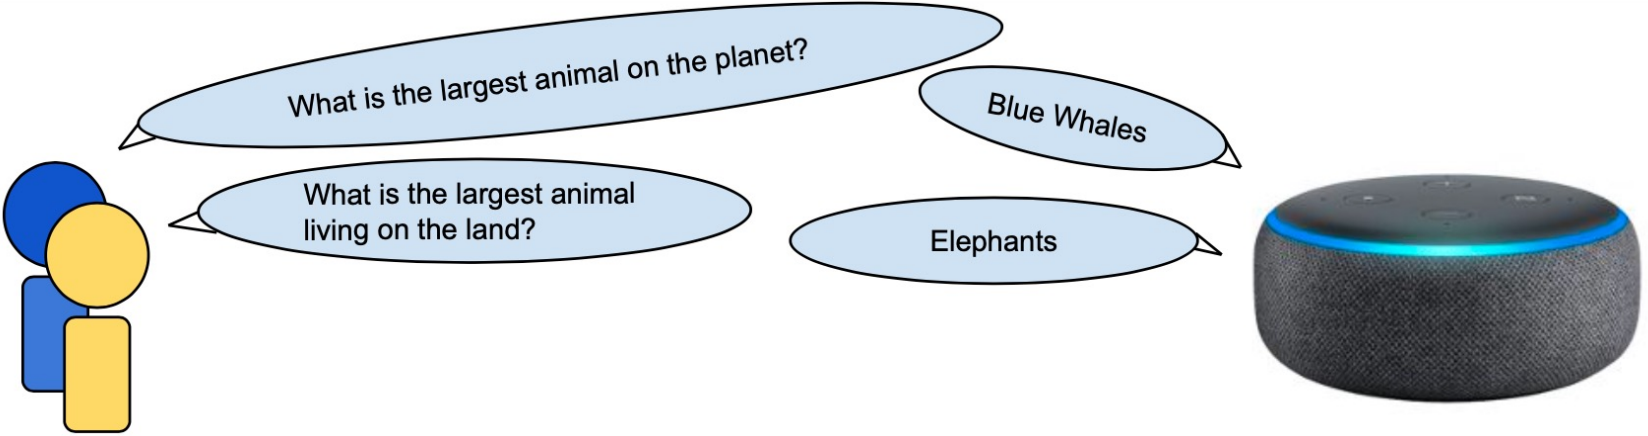 What is the largest animal on the planet?
Blue Whales
What is the largest animal
living on the land?
Elephants